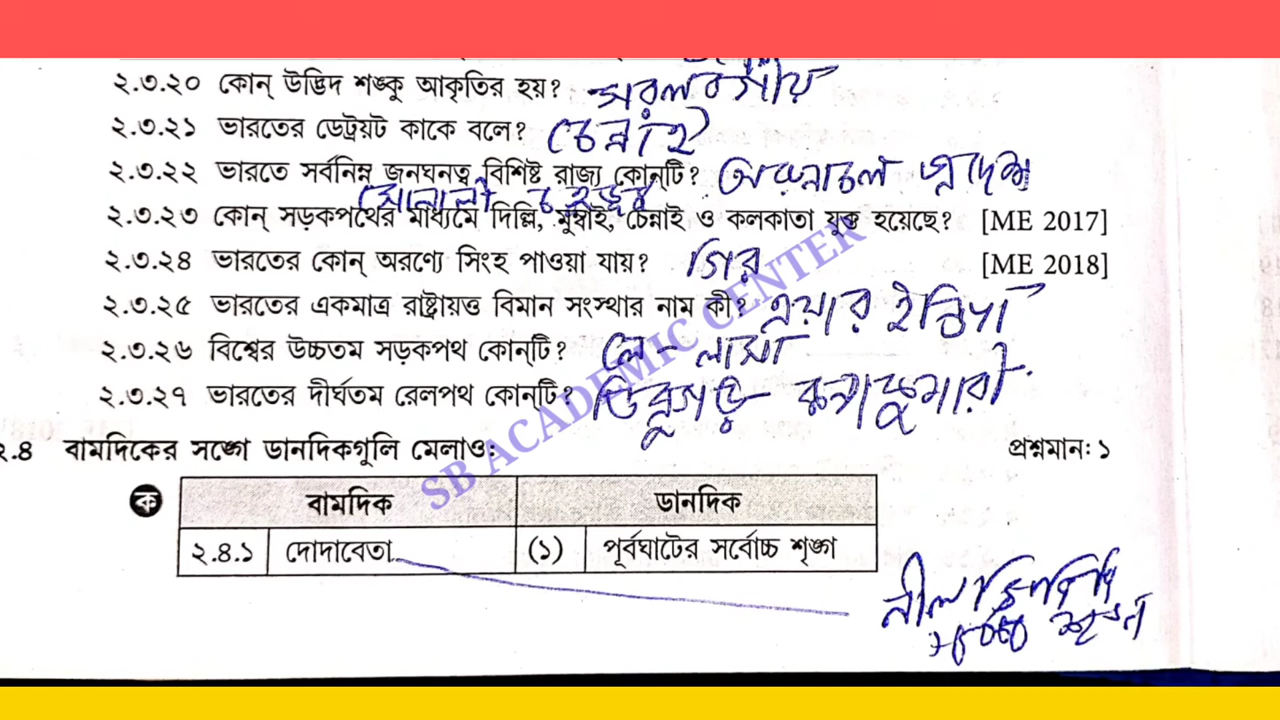 ২.৩.২০ কোন্ উদ্ভিদ শঙ্কু আকৃতির হয়? সরলবর্গীয়
২.৩.২১ ভারতের ডেট্রয়ট কাকে বলে? চেন্নাই
২.৩.২২ ভারতে সর্বনিম্ন জনঘনত্ব বিশিষ্ট রাজ্য কোন্‌টি? অরুনাচল প্রদেশ
সোনালী চতুর্ভুজ
২.৩.২৩ কোন্ সড়কপথের মাধ্যমে দিল্লি, মুম্বাই, চেন্নাই ও কলকাতা যুক্ত হয়েছে? [ME 2017]
২.৩.২৪ ভারতের কোন্ অরণ্যে সিংহ পাওয়া যায়? গির [ME 2018]
২.৩.২৫ ভারতের একমাত্র রাষ্ট্রায়ত্ত বিমান সংস্থার নাম কী? এয়ার ইন্ডিয়া
২.৩.২৬ বিশ্বের উচ্চতম সড়কপথ কোন্‌টি? লে - লাসা
২.৩.২৭ ভারতের দীর্ঘতম রেলপথ কোন্‌টি? ডিব্রুগড় কন্যাকুমারী
২.৪ বামদিকের সঙ্গে ডানদিকগুলি মেলাও: প্রশ্নমান: ১
ক বামদিক ডানদিক
২.৪.১ দোদাবেতা (১) পূর্বঘাটের সর্বোচ্চ শৃঙ্গ
SB ACADEMIC CENTER